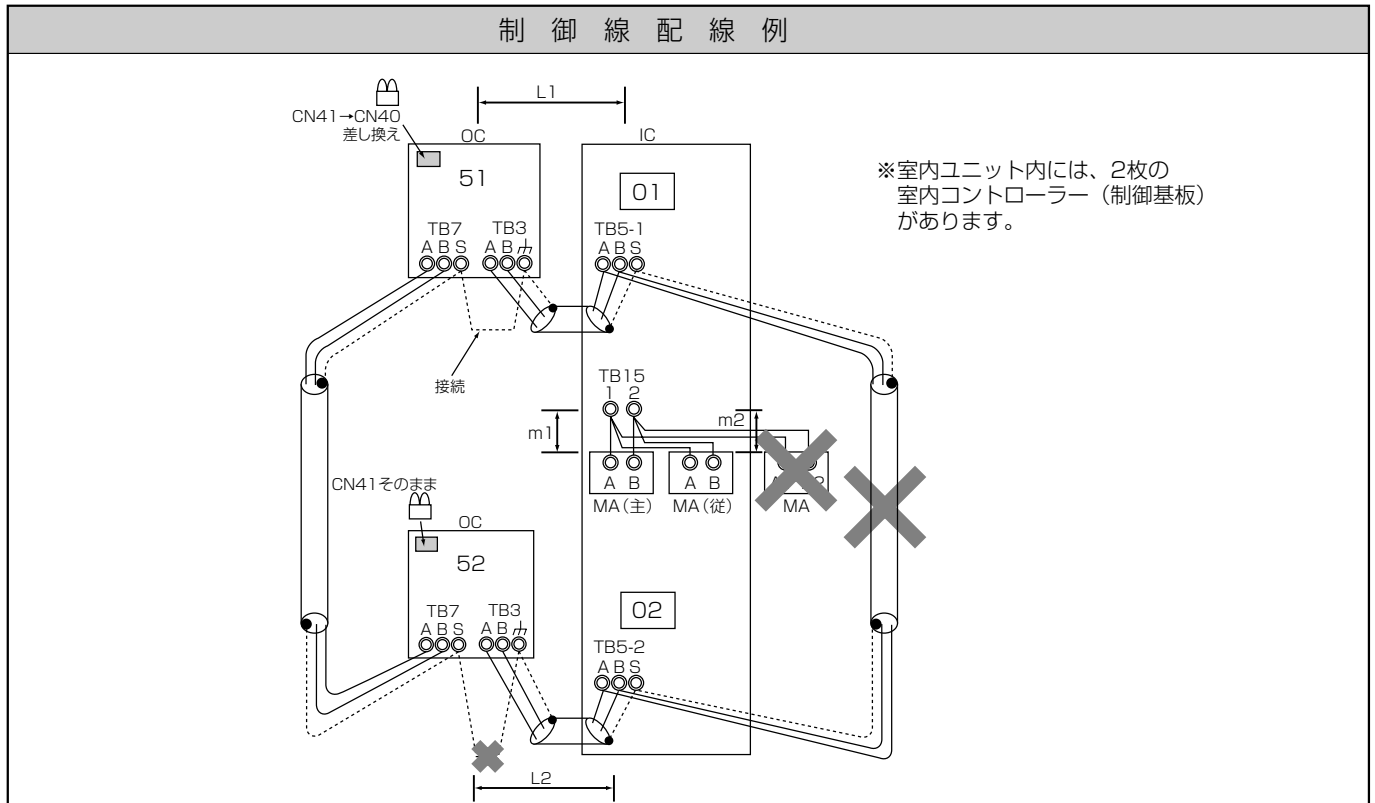 制御線配線例
L1
CN41→CN40
差し換え
OC
IC
51
01
※室内ユニット内には、2枚の
室内コントローラー（制御基板）
があります。
TB7
TB3
TB5-1
A B S
A B
A B S
接続
TB15
1 2
m1
m2
A B
A B
MA（主）
MA（従）
MA
CN41そのまま
OC
52
02
TB7
TB3
A B S
A B
TB5-2
A B S
L2